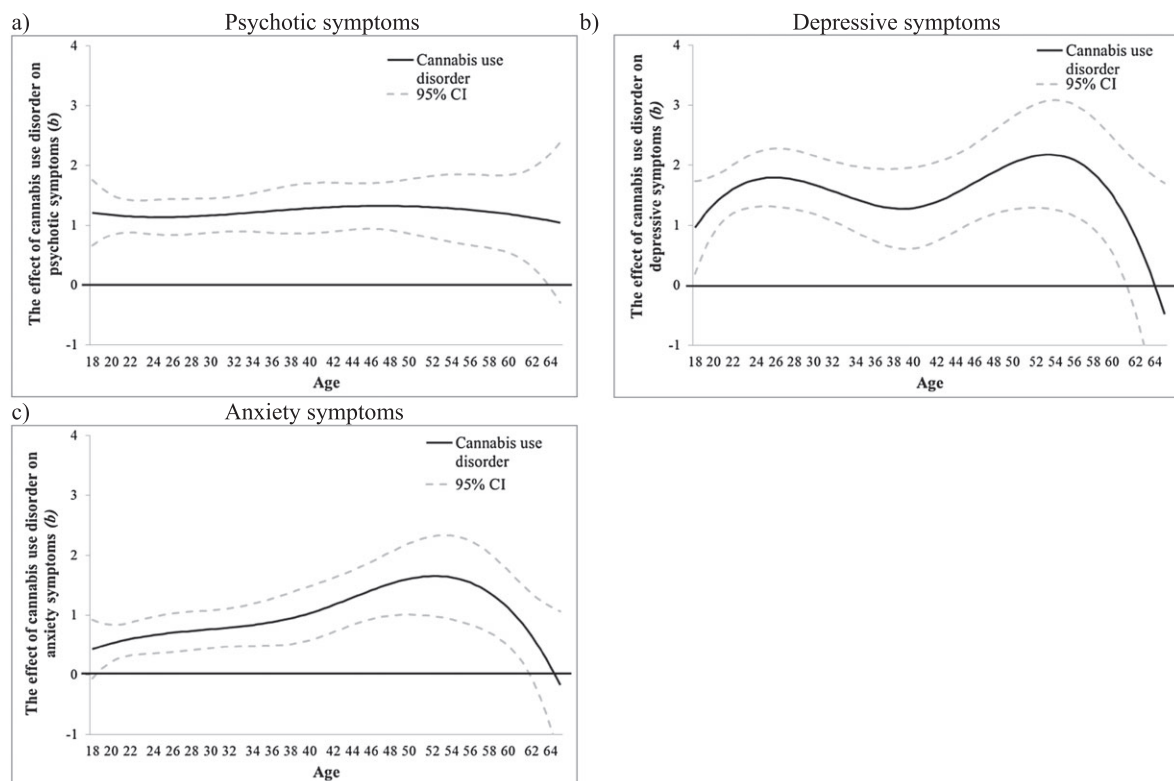 a)
Psychotic symptoms
The effect of cannabis use disorder on
psychotic symptoms (b)
4
3
2
1
0
-1
Cannabis use
disorder
95% CI
18 20 22 24 26 28 30 32 34 36 38 40 42 44 46 48 50 52 54 56 58 60 62 64
Age
b)
Depressive symptoms
The effect of cannabis use disorder on
depressive symptoms (b)
4
3
2
1
0
-1
Cannabis use
disorder
95% CI
18 20 22 24 26 28 30 32 34 36 38 40 42 44 46 48 50 52 54 56 58 60 62 64
Age
c)
Anxiety symptoms
The effect of cannabis use disorder on
anxiety symptoms (b)
4
3
2
1
0
-1
Cannabis use
disorder
95% CI
18 20 22 24 26 28 30 32 34 36 38 40 42 44 46 48 50 52 54 56 58 60 62 64
Age